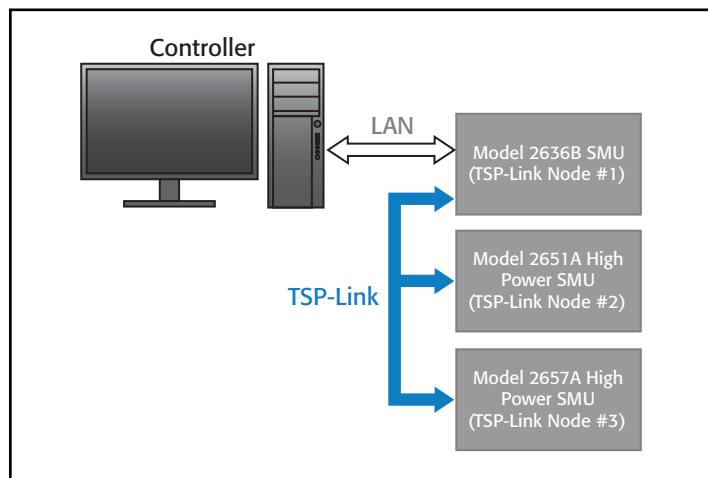 Controller
LAN
Model 2636B SMU
(TSP-Link Node #1)
Model 2651A High
Power SMU
(TSP-Link Node #2)
TSP-Link
Model 2657A High
Power SMU
(TSP-Link Node #3)